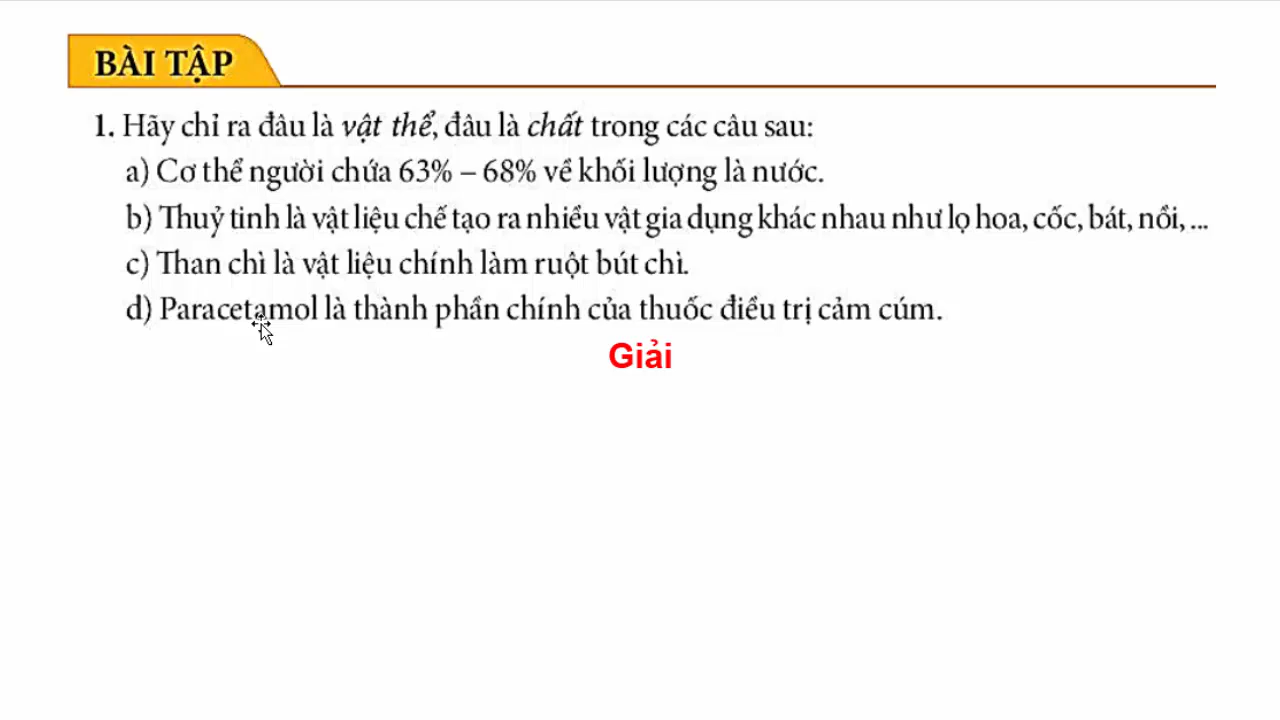 BÀI TẬP
1. Hãy chỉ ra đâu là vật thể, đâu là chất trong các câu sau:
a) Cơ thể người chứa 63% – 68% về khối lượng là nước.
b) Thuỷ tinh là vật liệu chế tạo ra nhiều vật gia dụng khác nhau như lọ hoa, cốc, bát, nồi, ...
c) Than chì là vật liệu chính làm ruột bút chì.
d) Paracetamol là thành phần chính của thuốc điều trị cảm cúm.
Giải